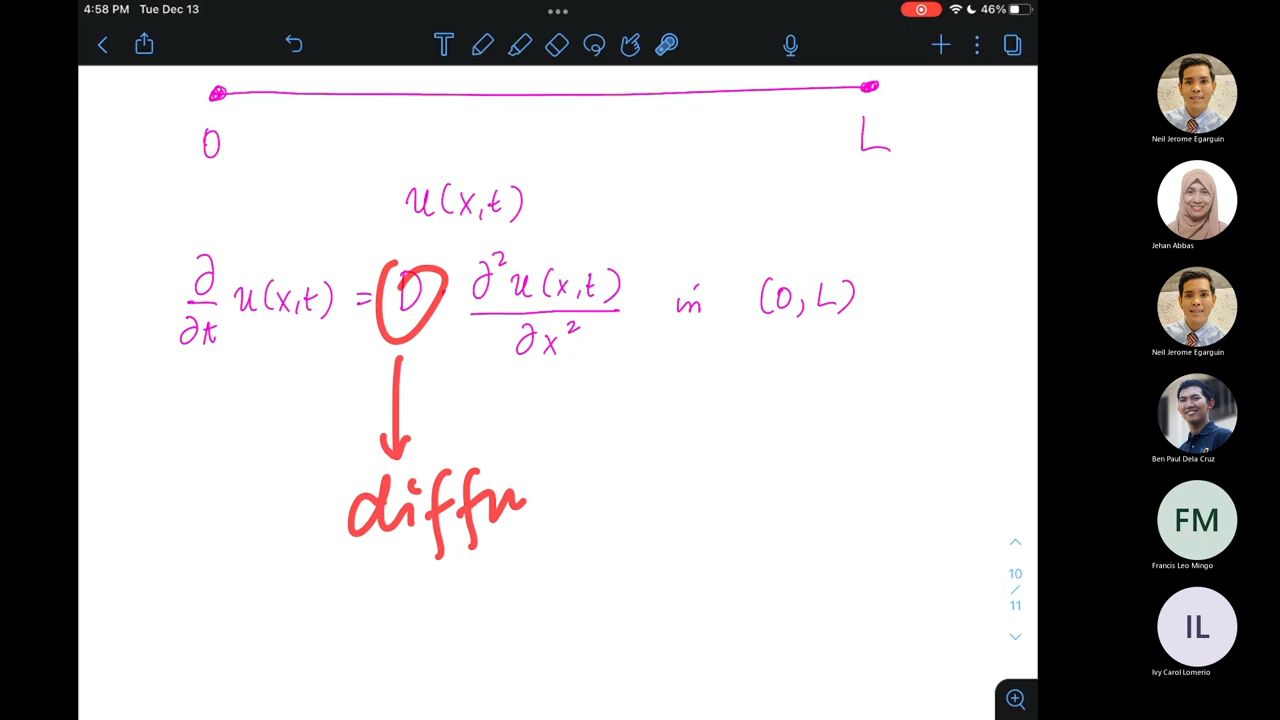 4:58 PM Tue Dec 13
46%
T
0 L
u(x,t)
∂/∂t u(x,t) = D ∂²u(x,t)/∂x² in (0, L)
diffu
10
/
11
Neil Jerome Egarguin
Jehan Abbas
Neil Jerome Egarguin
Ben Paul Dela Cruz
FM
Francis Leo Mingo
IL
Ivy Carol Lomerio